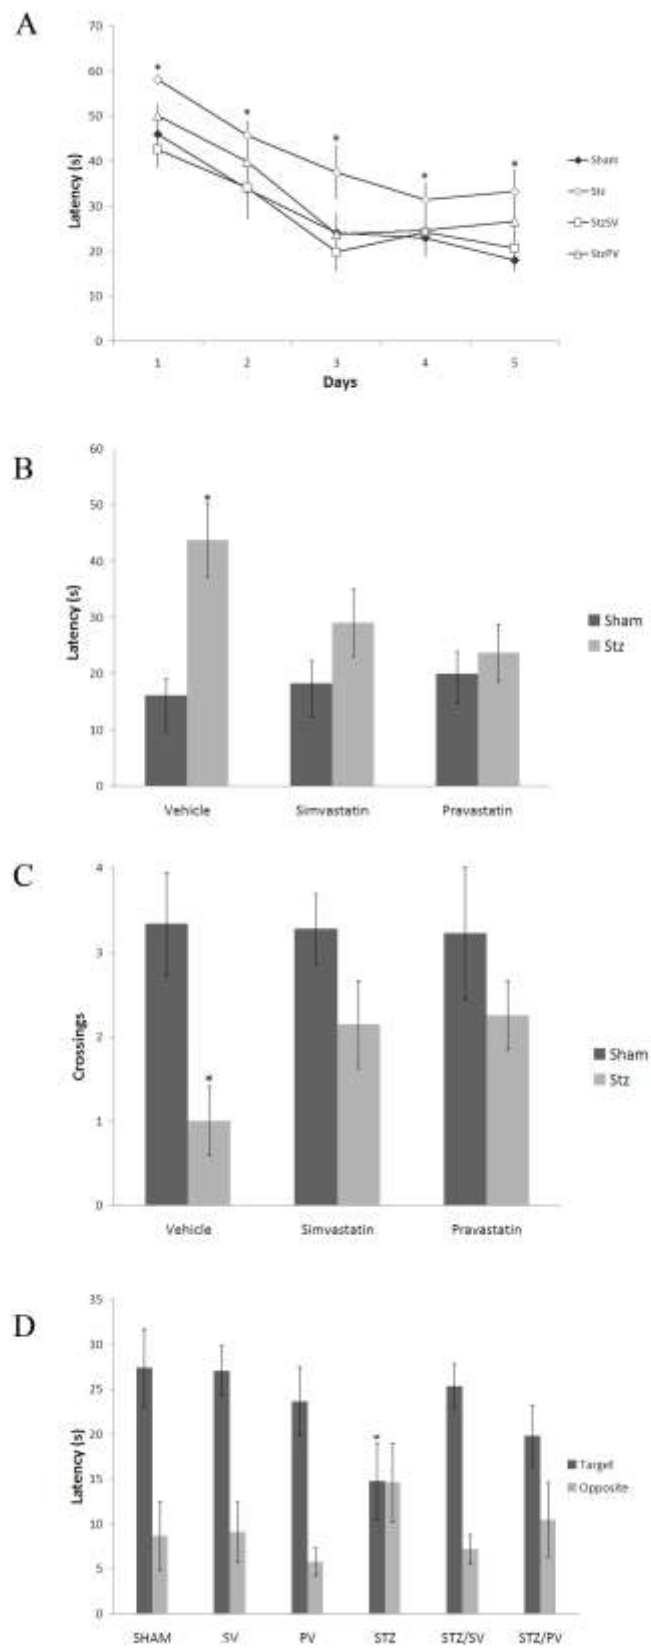 A
70
60
50
40
30
20
10
0
Latency (s)
* * * * *
1 2 3 4 5
Days
Sham
Stz
StzSV
StzPV
B
60
50
40
30
20
10
0
Latency (s)
*
Vehicle Simvastatin Pravastatin
Sham
Stz
C
4
3
2
1
0
Crossings
*
Vehicle Simvastatin Pravastatin
Sham
Stz
D
35
30
25
20
15
10
5
0
Latency (s)
*
SHAM SV PV STZ STZ/SV STZ/PV
Target
Opposite